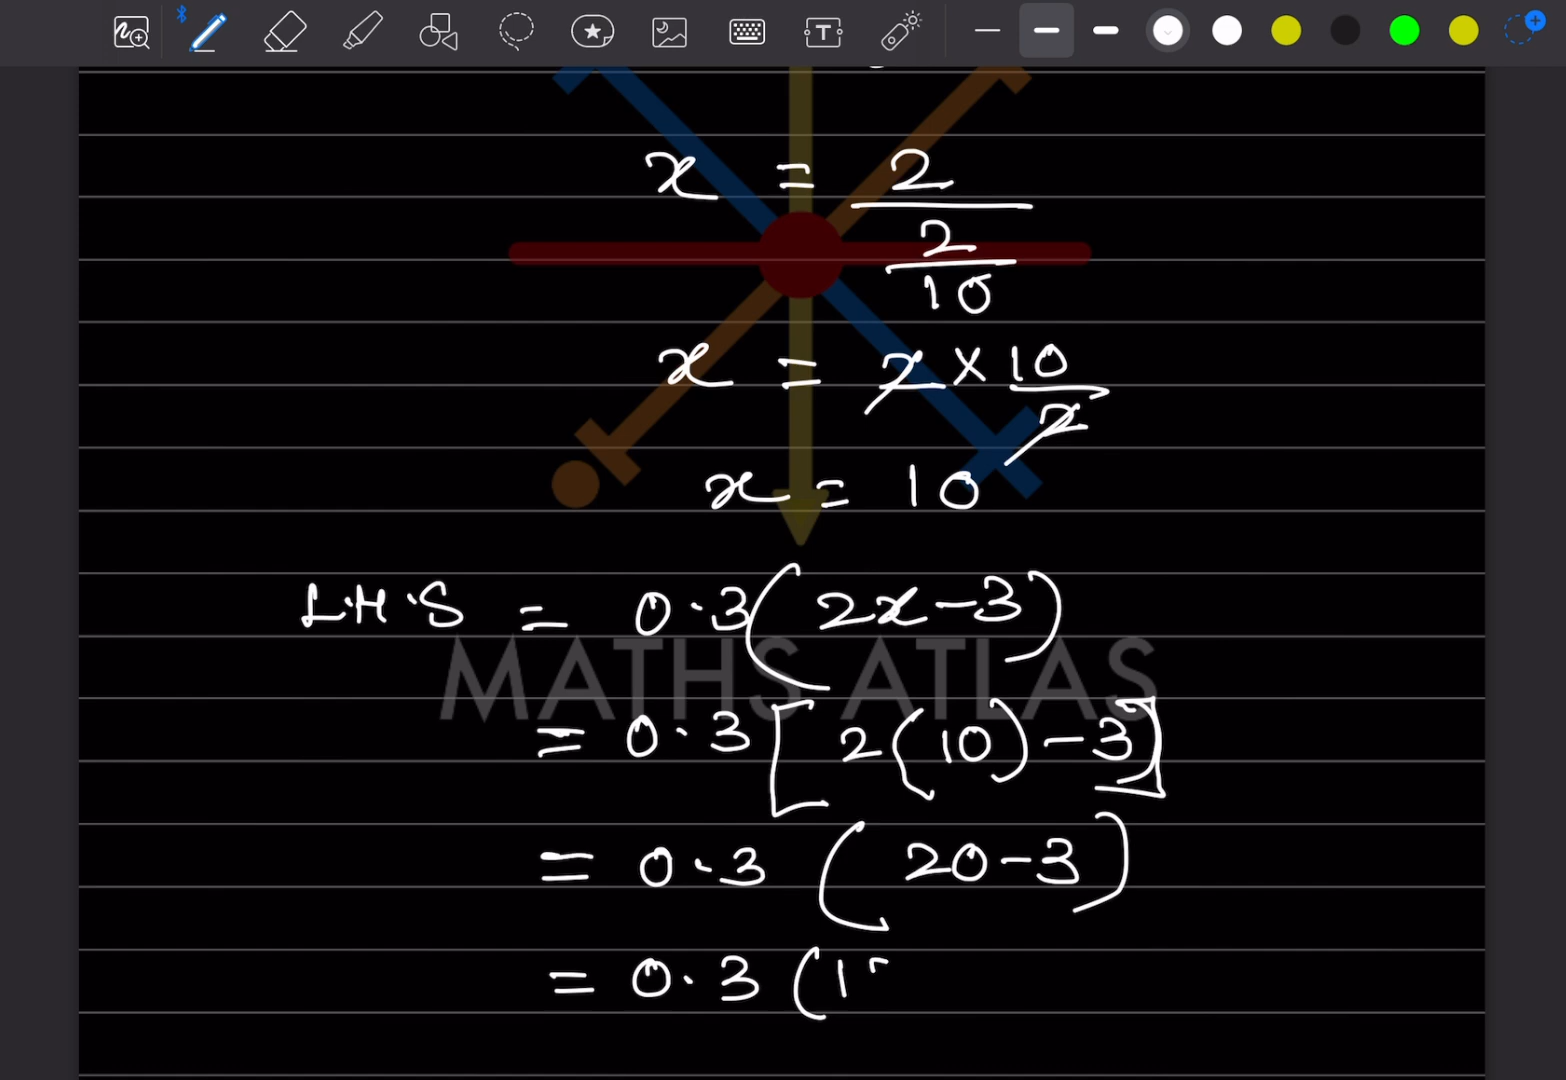 x = 2 / (2/10)
x = 2 × 10/2
x = 10
L.H.S = 0.3(2x-3)
= 0.3[2(10)-3]
= 0.3 (20-3)
= 0.3 (1
MATHS ATLAS
T